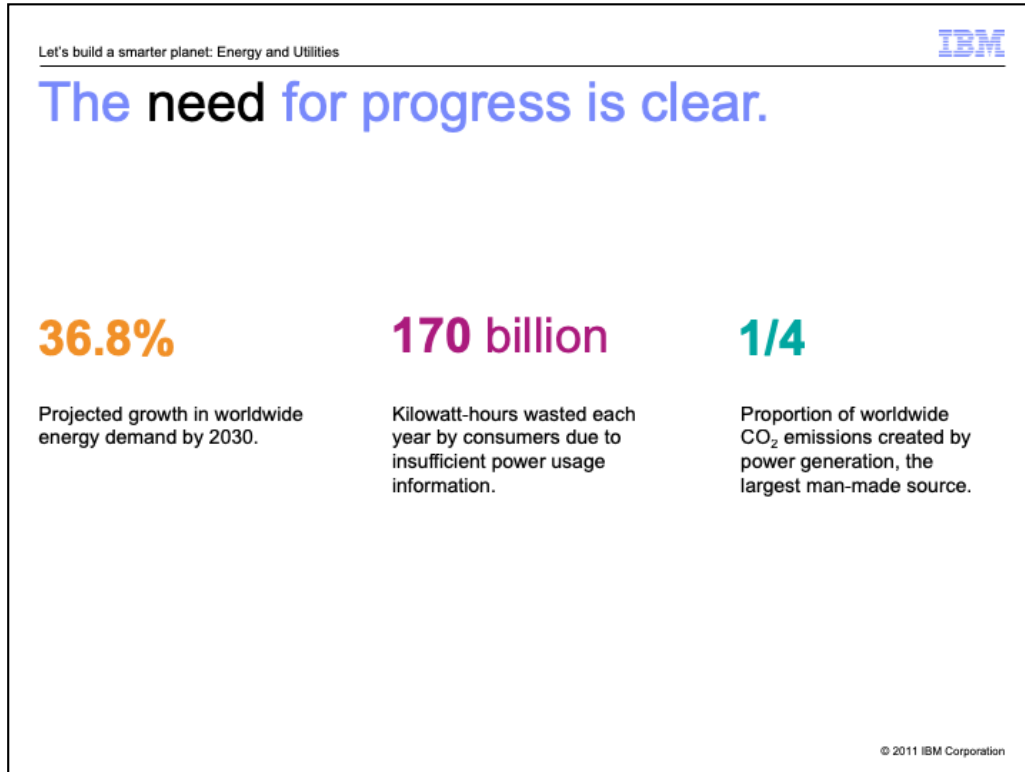 Let's build a smarter planet: Energy and Utilities
IBM
The need for progress is clear.
36.8%
Projected growth in worldwide
energy demand by 2030.
170 billion
Kilowatt-hours wasted each
year by consumers due to
insufficient power usage
information.
1/4
Proportion of worldwide
CO₂ emissions created by
power generation, the
largest man-made source.
© 2011 IBM Corporation